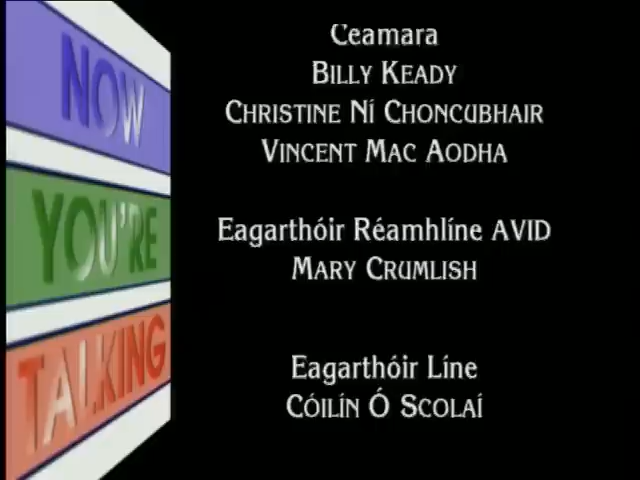 NOW
YOU'RE
TALKING
Ceamara
BILLY KEADY
CHRISTINE NÍ CHONCUBHAIR
VINCENT MAC AODHA
Eagarthóir Réamhlíne AVID
MARY CRUMLISH
Eagarthóir Líne
CÓILÍN Ó SCOLAÍ